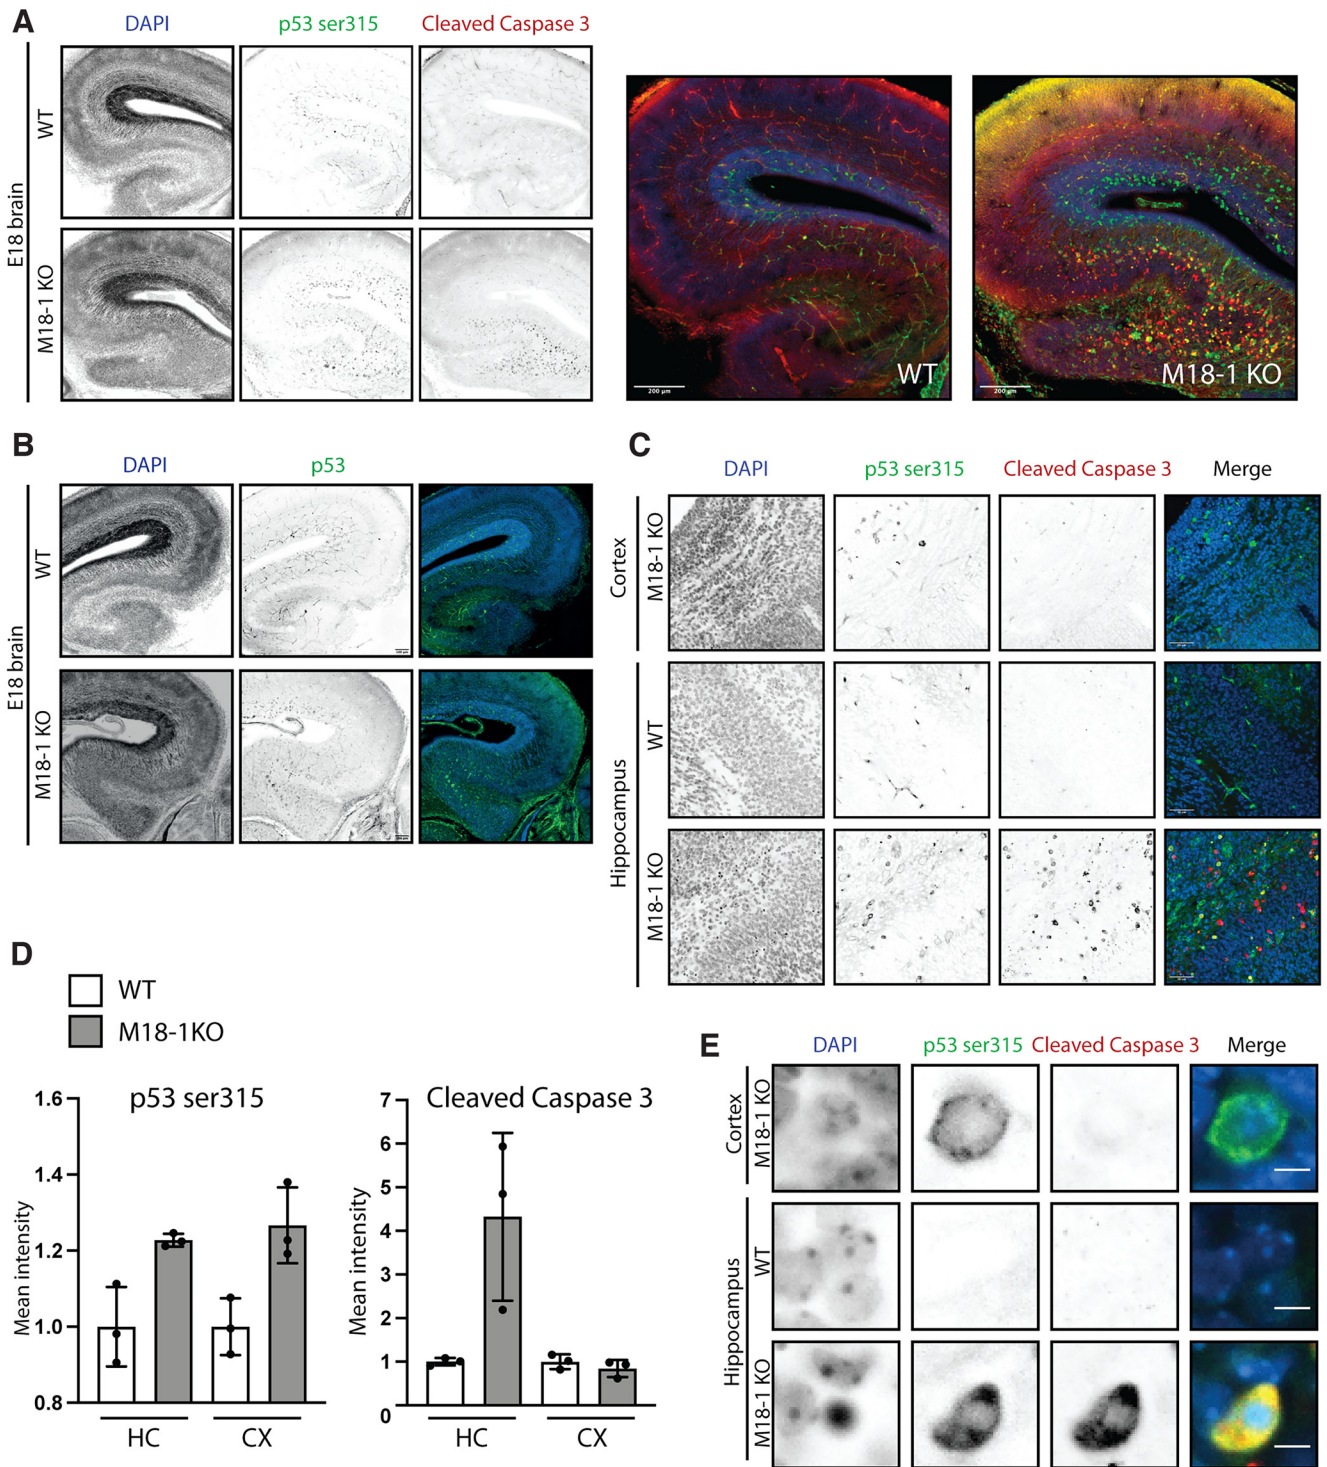 A
DAPI
p53 ser315
Cleaved Caspase 3
E18 brain
WT
M18-1 KO
200 µm
WT
200 µm
M18-1 KO
B
DAPI
p53
E18 brain
WT
M18-1 KO
C
DAPI
p53 ser315
Cleaved Caspase 3
Merge
Cortex
M18-1 KO
Hippocampus
WT
M18-1 KO
D
WT
M18-1KO
p53 ser315
Mean intensity
1.6
1.4
1.2
1.0
0.8
HC
CX
Cleaved Caspase 3
Mean intensity
7
6
5
4
3
2
1
0
HC
CX
E
DAPI
p53 ser315
Cleaved Caspase 3
Merge
Cortex
M18-1 KO
Hippocampus
WT
M18-1 KO